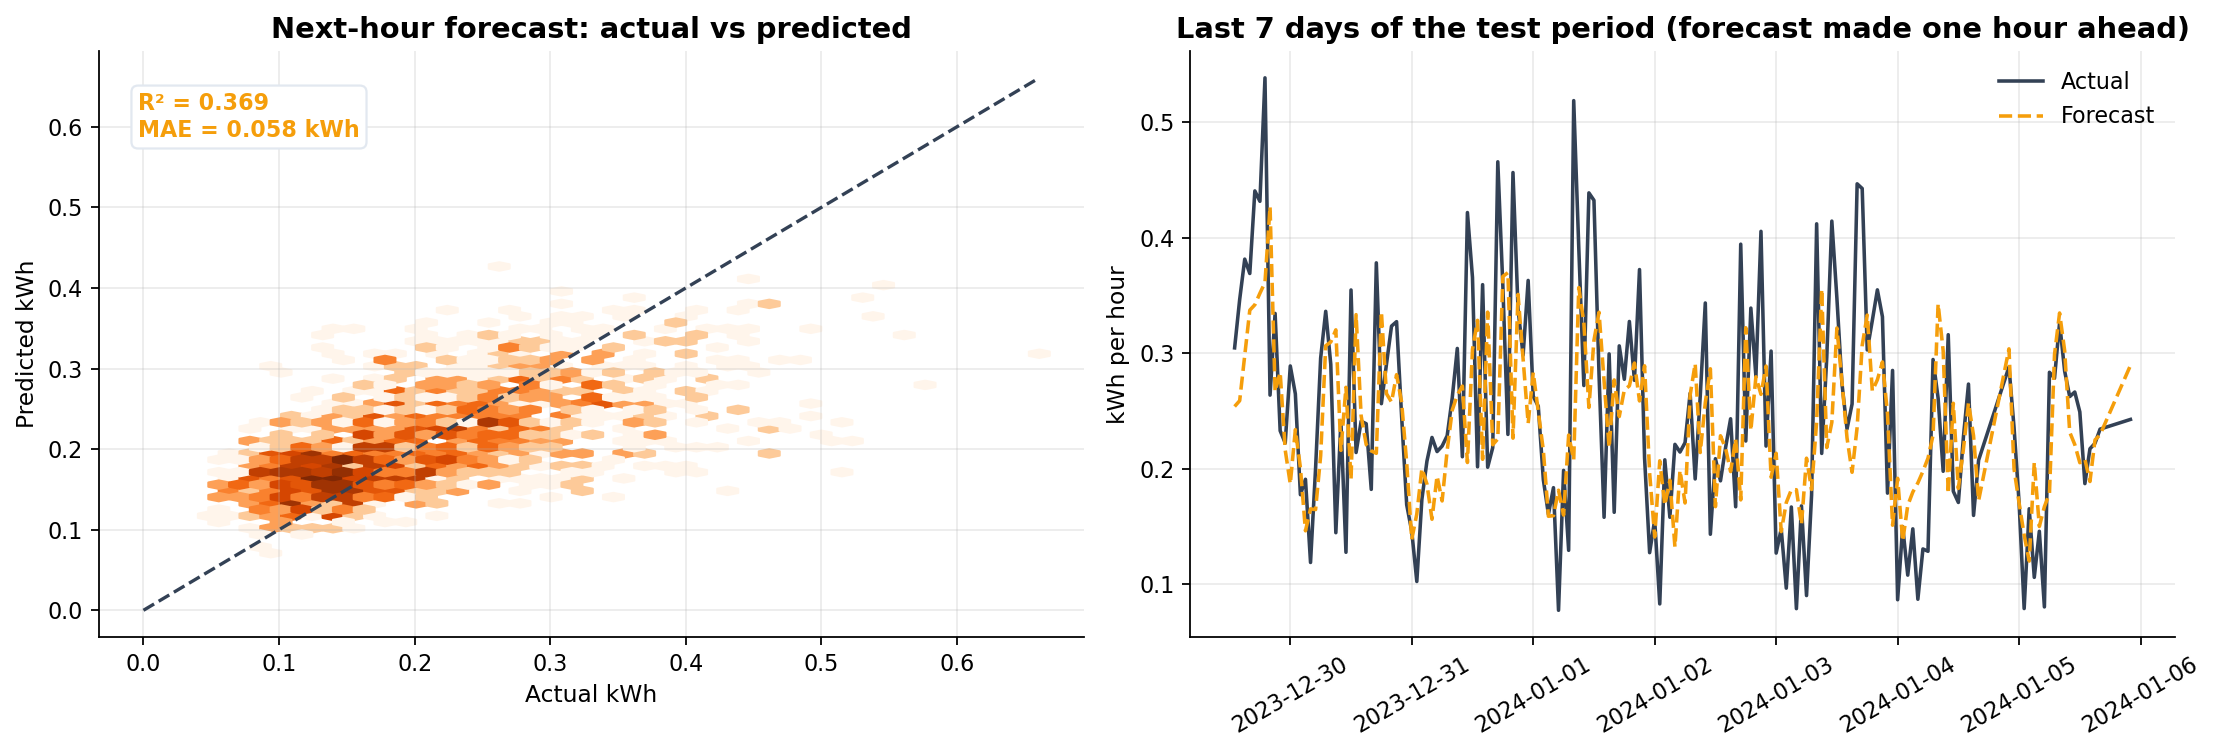 Next-hour forecast: actual vs predicted
R² = 0.369
MAE = 0.058 kWh
Predicted kWh
0.6
0.5
0.4
0.3
0.2
0.1
0.0
0.0 0.1 0.2 0.3 0.4 0.5 0.6
Actual kWh
Last 7 days of the test period (forecast made one hour ahead)
Actual
Forecast
kWh per hour
0.5
0.4
0.3
0.2
0.1
2023-12-30 2023-12-31 2024-01-01 2024-01-02 2024-01-03 2024-01-04 2024-01-05 2024-01-06